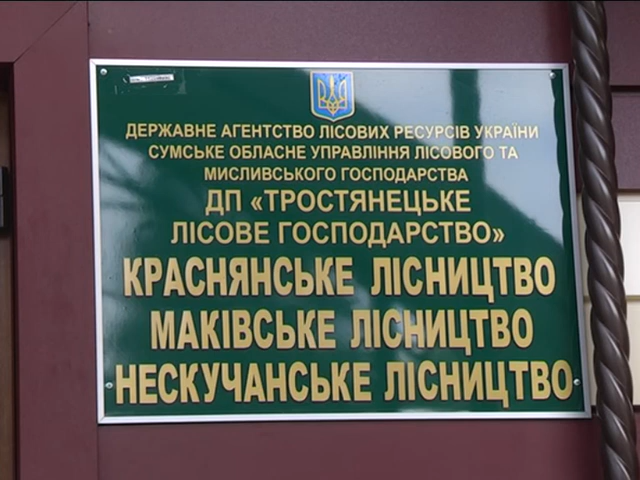 ДЕРЖАВНЕ АГЕНТСТВО ЛІСОВИХ РЕСУРСІВ УКРАЇНИ
СУМСЬКЕ ОБЛАСНЕ УПРАВЛІННЯ ЛІСОВОГО ТА
МИСЛИВСЬКОГО ГОСПОДАРСТВА
ДП «ТРОСТЯНЕЦЬКЕ
ЛІСОВЕ ГОСПОДАРСТВО»
КРАСНЯНСЬКЕ ЛІСНИЦТВО
МАКІВСЬКЕ ЛІСНИЦТВО
НЕСКУЧАНСЬКЕ ЛІСНИЦТВО